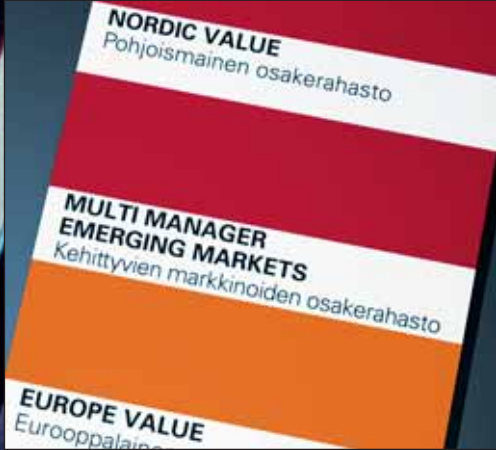 NORDIC VALUE
Pohjoismainen osakerahasto
MULTI MANAGER
EMERGING MARKETS
Kehittyvien markkinoiden osakerahasto
EUROPE VALUE